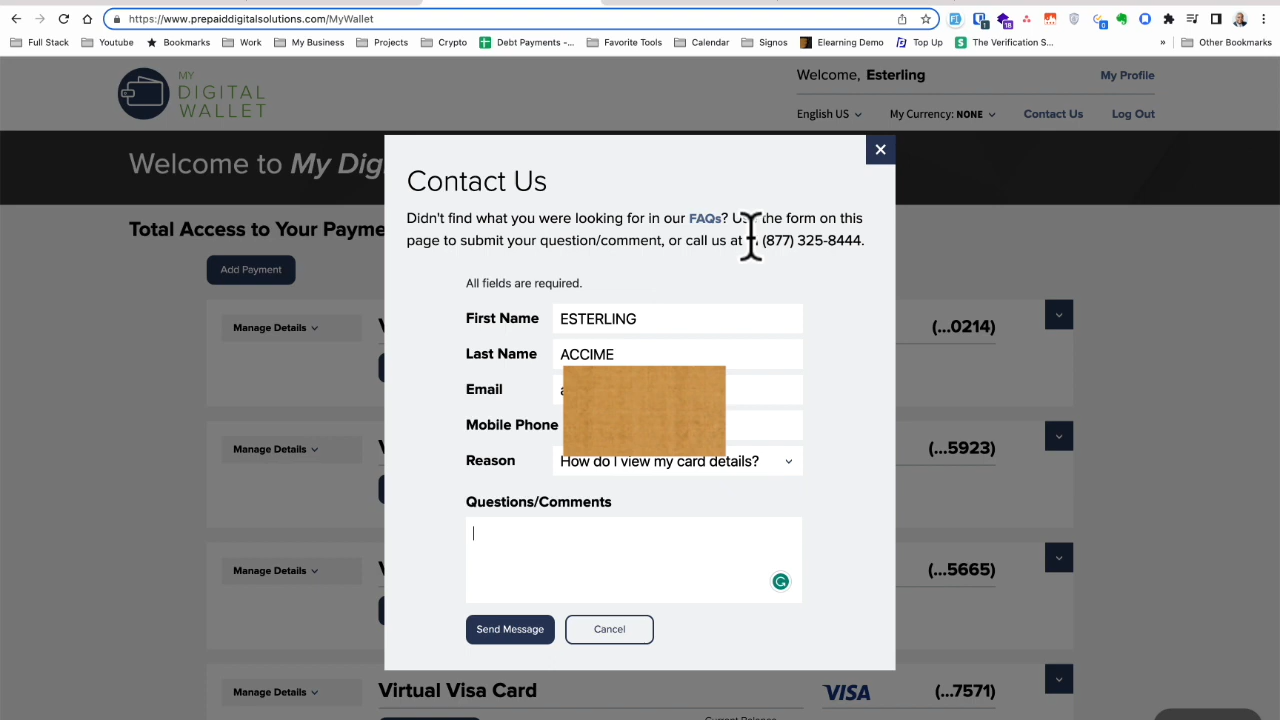 https://www.prepaiddigitalsolutions.com/MyWallet
Full Stack Youtube Bookmarks Work My Business Projects Crypto Debt Payments -... Favorite Tools Calendar Signos Elearning Demo Top Up The Verification S... » Other Bookmarks
MY DIGITAL WALLET
Welcome, Esterling
My Profile
English US
My Currency: NONE
Contact Us
Log Out
Welcome to My Dig
Total Access to Your Payme
Add Payment
Contact Us
Didn't find what you were looking for in our FAQs? Use the form on this
page to submit your question/comment, or call us at (877) 325-8444.
All fields are required.
First Name ESTERLING
Last Name ACCIME
Email
Mobile Phone
Reason How do I view my card details?
Questions/Comments
Send Message Cancel
Manage Details (...0214)
Manage Details (...5923)
Manage Details (...5665)
Manage Details Virtual Visa Card VISA (...7571)
Current Balance